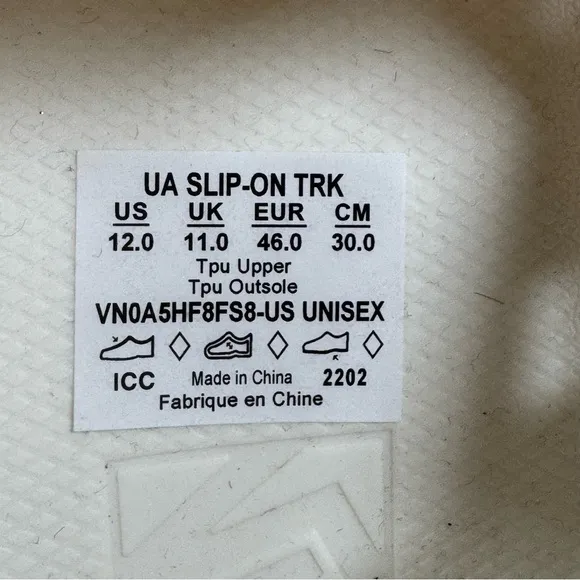 UA SLIP-ON TRK
US UK EUR CM
12.0 11.0 46.0 30.0
Tpu Upper
Tpu Outsole
VN0A5HF8FS8-US UNISEX
ICC Made in China 2202
Fabrique en Chine